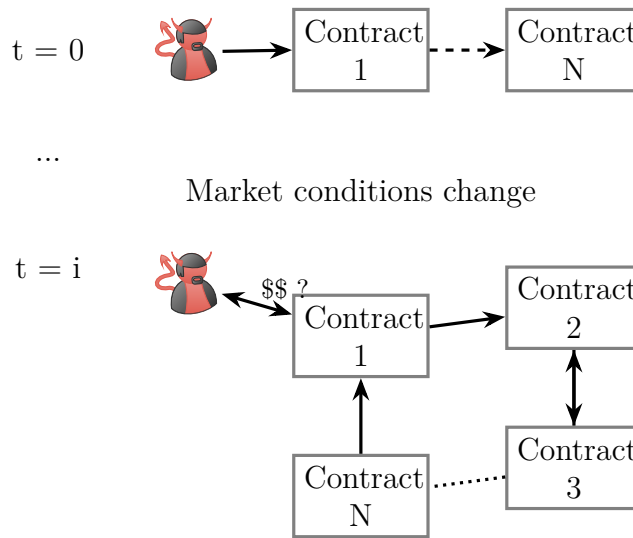 t = 0
Contract
1
Contract
N
...
Market conditions change
t = i
$$ ?
Contract
1
Contract
2
Contract
N
Contract
3